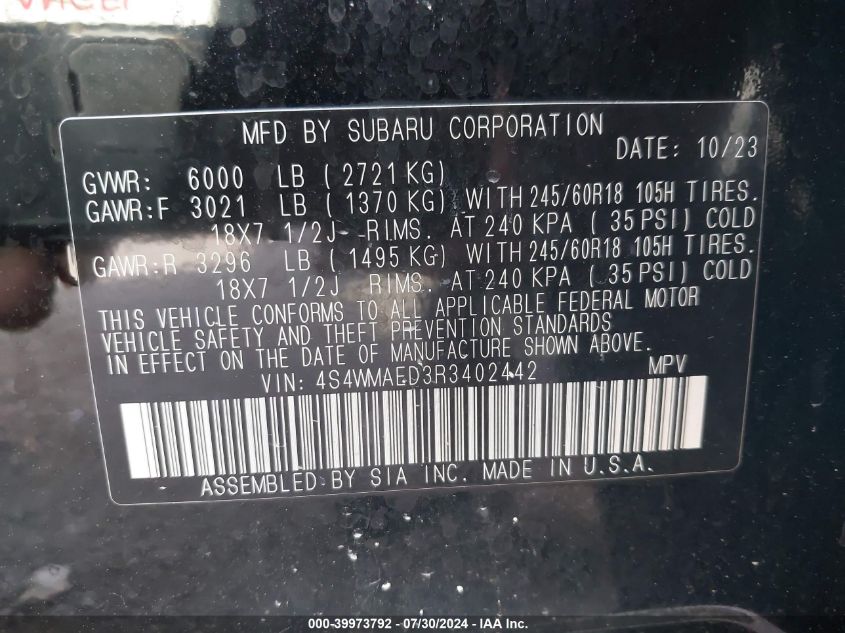 MFD BY SUBARU CORPORATION
DATE: 10/23
GVWR: 6000 LB ( 2721 KG)
GAWR:F 3021 LB ( 1370 KG) WITH 245/60R18 105H TIRES.
18X7 1/2J RIMS. AT 240 KPA ( 35 PSI) COLD
GAWR:R 3296 LB ( 1495 KG) WITH 245/60R18 105H TIRES.
18X7 1/2J RIMS. AT 240 KPA ( 35 PSI) COLD
THIS VEHICLE CONFORMS TO ALL APPLICABLE FEDERAL MOTOR
VEHICLE SAFETY AND THEFT PREVENTION STANDARDS
IN EFFECT ON THE DATE OF MANUFACTURE SHOWN ABOVE.
VIN: 4S4WMAED3R3402442 MPV
ASSEMBLED BY SIA INC. MADE IN U.S.A.
000-39973792 - 07/30/2024 - IAA Inc.